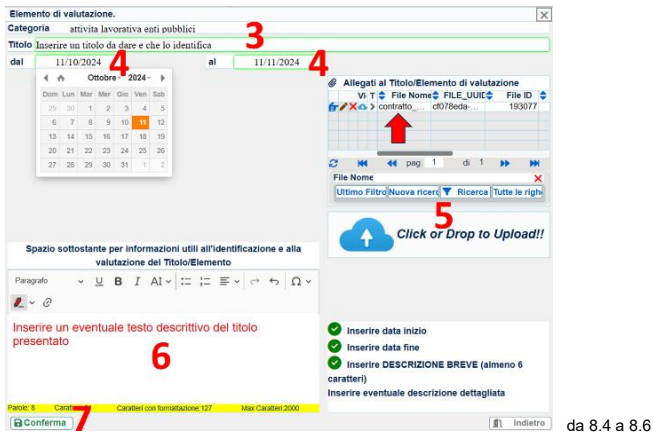 Elemento di valutazione.
Categoria attivita lavorativa enti pubblici
Titolo Inserire un titolo da dare e che lo identifica
3
dal 11/10/2024 al 11/11/2024
4 4
Ottobre 2024
Dom Lun Mar Mer Gio Ven Sab
29 30 1 2 3 4 5
6 7 8 9 10 11 12
13 14 15 16 17 18 19
20 21 22 23 24 25 26
27 28 29 30 31 1 2
Allegati al Titolo/Elemento di valutazione
Vi T File Nome FILE_UUID File ID
contratto_... cf078eda-... 193077
pag. 1 di 1
File Nome
Ultimo Filtro Nuova ricerc Ricerca Tutte le righ
5
Click or Drop to Upload!!
Spazio sottostante per informazioni utili all'identificazione e alla
valutazione del Titolo/Elemento
Paragrafo U B I AI Ω
Inserire un eventuale testo descrittivo del titolo
presentato
6
Inserire data inizio
Inserire data fine
Inserire DESCRIZIONE BREVE (almeno 6
caratteri)
Inserire eventuale descrizione dettagliata
Parole: 8 Caratteri con formattazione:127 Max Caratteri:2000
7
Conferma Indietro
da 8.4 a 8.6